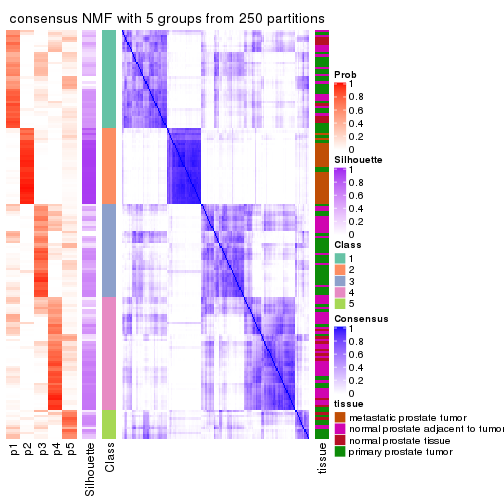 consensus NMF with 5 groups from 250 partitions
Prob
1
0.8
0.6
0.4
0.2
0
Silhouette
1
0.8
0.6
0.4
0.2
0
Class
1
2
3
4
5
Consensus
1
0.8
0.6
0.4
0.2
0
tissue
metastatic prostate tumor
normal prostate adjacent to tumor
normal prostate tissue
primary prostate tumor
p1
p2
p3
p4
p5
Silhouette
Class
tissue